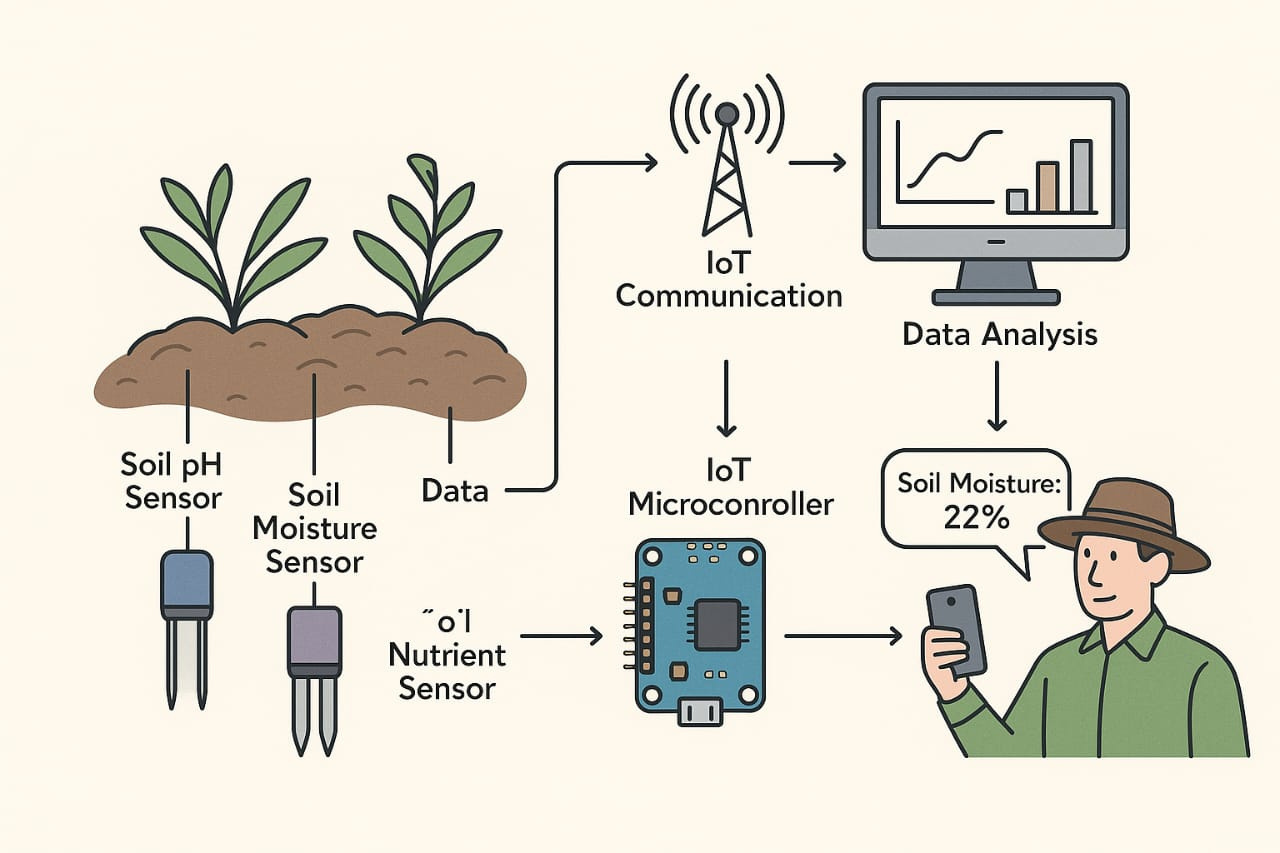 IoT
Communication
Data Analysis
Soil pH
Sensor
Soil
Moisture
Sensor
Data
IoT
Microconroller
Soil Moisture:
22%
Nutrient
Sensor